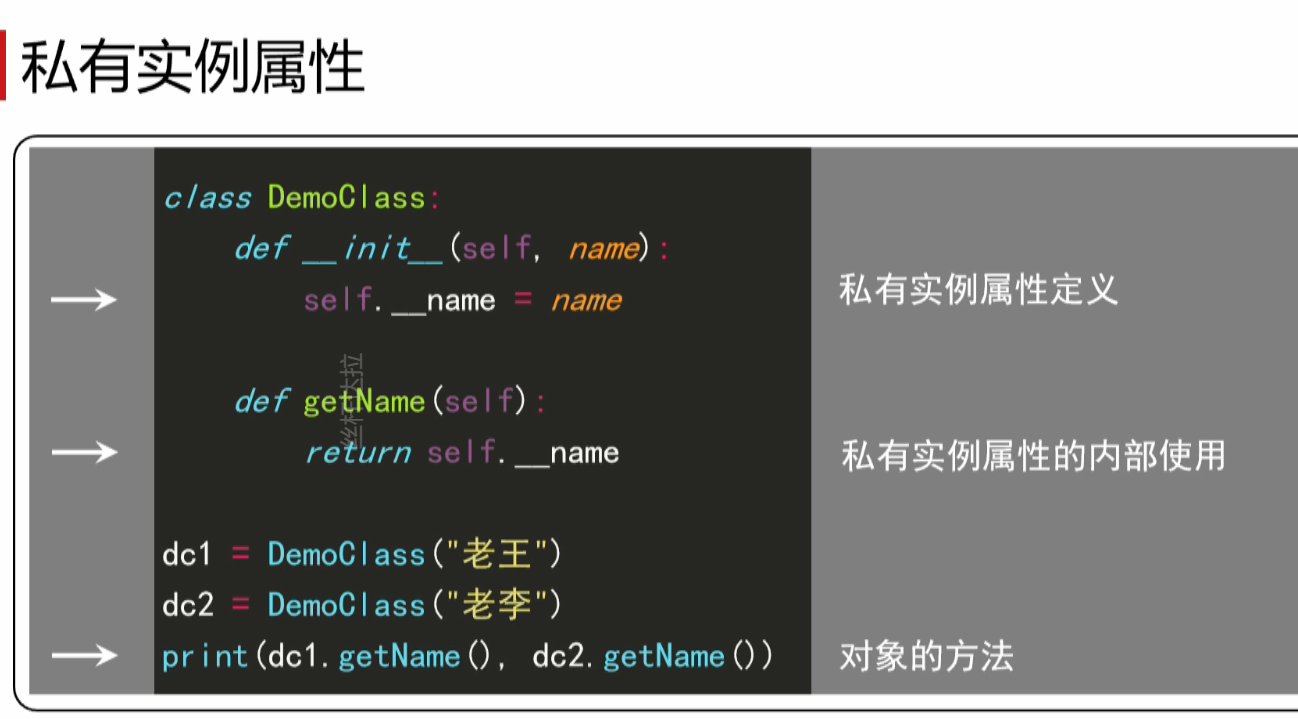 私有实例属性
class DemoClass:
def __init__(self, name):
self.__name = name
私有实例属性定义
def getName(self):
return self.__name
私有实例属性的内部使用
dc1 = DemoClass("老王")
dc2 = DemoClass("老李")
print(dc1.getName(), dc2.getName())
对象的方法